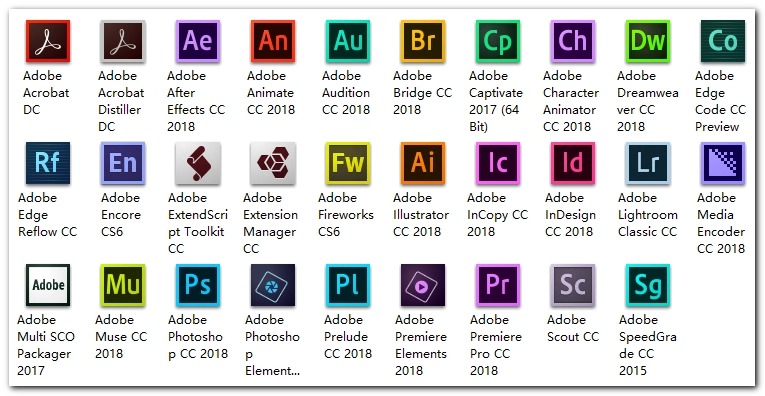 Ae An Au Br Cp Ch Dw Co
Adobe Acrobat DC
Adobe Acrobat Distiller DC
Adobe After Effects CC 2018
Adobe Animate CC 2018
Adobe Audition CC 2018
Adobe Bridge CC 2018
Adobe Captivate 2017 (64 Bit)
Adobe Character Animator CC 2018
Adobe Dreamweaver CC 2018
Adobe Edge Code CC Preview
Rf En Fw Ai Ic Id Lr
Adobe Edge Reflow CC
Adobe Encore CS6
Adobe ExtendScript Toolkit CC
Adobe Extension Manager CC
Adobe Fireworks CS6
Adobe Illustrator CC 2018
Adobe InCopy CC 2018
Adobe InDesign CC 2018
Adobe Lightroom Classic CC
Adobe Media Encoder CC 2018
Adobe Mu Ps Pl Pr Sc Sg
Adobe Multi SCO Packager 2017
Adobe Muse CC 2018
Adobe Photoshop CC 2018
Adobe Photoshop Element...
Adobe Prelude CC 2018
Adobe Premiere Elements 2018
Adobe Premiere Pro CC 2018
Adobe Scout CC
Adobe SpeedGrade CC 2015